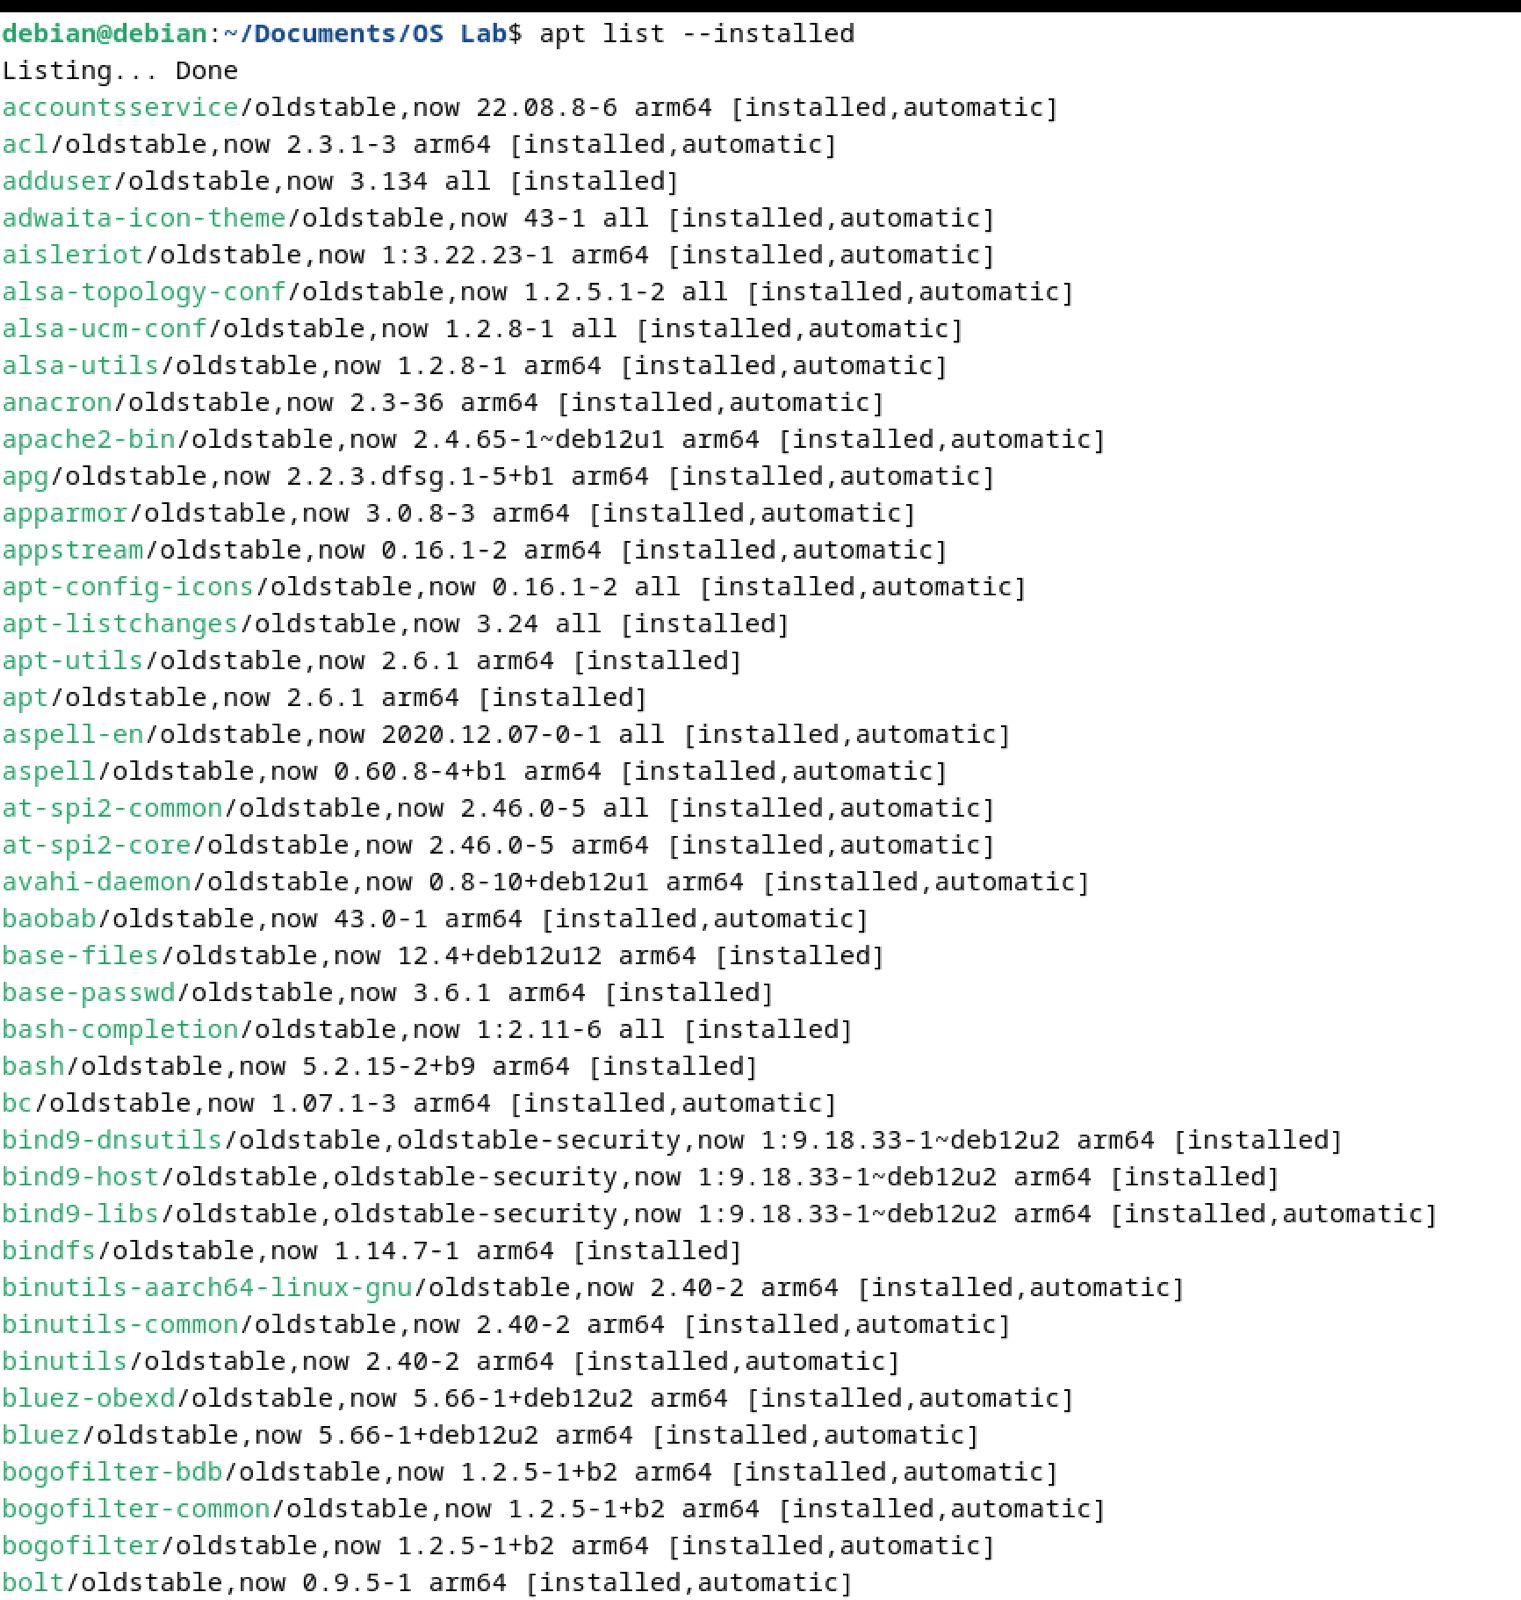 debian@debian:~/Documents/OS Lab$ apt list --installed
Listing... Done
accountsservice/oldstable,now 22.08.8-6 arm64 [installed,automatic]
acl/oldstable,now 2.3.1-3 arm64 [installed,automatic]
adduser/oldstable,now 3.134 all [installed]
adwaita-icon-theme/oldstable,now 43-1 all [installed,automatic]
aisleriot/oldstable,now 1:3.22.23-1 arm64 [installed,automatic]
alsa-topology-conf/oldstable,now 1.2.5.1-2 all [installed,automatic]
alsa-ucm-conf/oldstable,now 1.2.8-1 all [installed,automatic]
alsa-utils/oldstable,now 1.2.8-1 arm64 [installed,automatic]
anacron/oldstable,now 2.3-36 arm64 [installed,automatic]
apache2-bin/oldstable,now 2.4.65-1~deb12u1 arm64 [installed,automatic]
apg/oldstable,now 2.2.3.dfsg.1-5+b1 arm64 [installed,automatic]
apparmor/oldstable,now 3.0.8-3 arm64 [installed,automatic]
appstream/oldstable,now 0.16.1-2 arm64 [installed,automatic]
apt-config-icons/oldstable,now 0.16.1-2 all [installed,automatic]
apt-listchanges/oldstable,now 3.24 all [installed]
apt-utils/oldstable,now 2.6.1 arm64 [installed]
apt/oldstable,now 2.6.1 arm64 [installed]
aspell-en/oldstable,now 2020.12.07-0-1 all [installed,automatic]
aspell/oldstable,now 0.60.8-4+b1 arm64 [installed,automatic]
at-spi2-common/oldstable,now 2.46.0-5 all [installed,automatic]
at-spi2-core/oldstable,now 2.46.0-5 arm64 [installed,automatic]
avahi-daemon/oldstable,now 0.8-10+deb12u1 arm64 [installed,automatic]
baobab/oldstable,now 43.0-1 arm64 [installed,automatic]
base-files/oldstable,now 12.4+deb12u12 arm64 [installed]
base-passwd/oldstable,now 3.6.1 arm64 [installed]
bash-completion/oldstable,now 1:2.11-6 all [installed]
bash/oldstable,now 5.2.15-2+b9 arm64 [installed]
bc/oldstable,now 1.07.1-3 arm64 [installed,automatic]
bind9-dnsutils/oldstable,oldstable-security,now 1:9.18.33-1~deb12u2 arm64 [installed]
bind9-host/oldstable,oldstable-security,now 1:9.18.33-1~deb12u2 arm64 [installed]
bind9-libs/oldstable,oldstable-security,now 1:9.18.33-1~deb12u2 arm64 [installed,automatic]
bindfs/oldstable,now 1.14.7-1 arm64 [installed]
binutils-aarch64-linux-gnu/oldstable,now 2.40-2 arm64 [installed,automatic]
binutils-common/oldstable,now 2.40-2 arm64 [installed,automatic]
binutils/oldstable,now 2.40-2 arm64 [installed,automatic]
bluez-obexd/oldstable,now 5.66-1+deb12u2 arm64 [installed,automatic]
bluez/oldstable,now 5.66-1+deb12u2 arm64 [installed,automatic]
bogofilter-bdb/oldstable,now 1.2.5-1+b2 arm64 [installed,automatic]
bogofilter-common/oldstable,now 1.2.5-1+b2 arm64 [installed,automatic]
bogofilter/oldstable,now 1.2.5-1+b2 arm64 [installed,automatic]
bolt/oldstable,now 0.9.5-1 arm64 [installed,automatic]